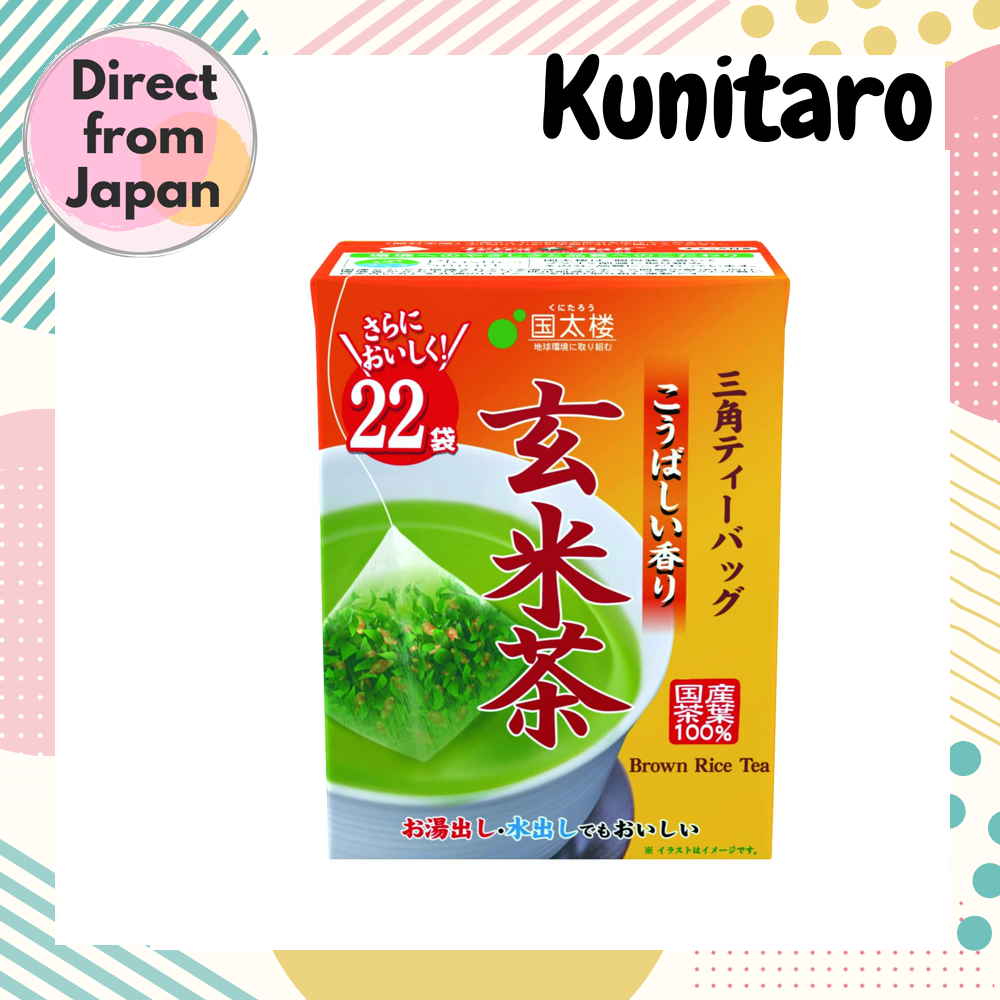 Direct
from
Japan
Kunitaro
さらに
おいしく!
22袋
くにたろう
国太楼
地球環境に取り組む
玄米茶
こうばしい香り
三角ティーバッグ
国産
茶葉
100%
Brown Rice Tea
お湯出し・水出しでもおいしい
※ イラストはイメージです。